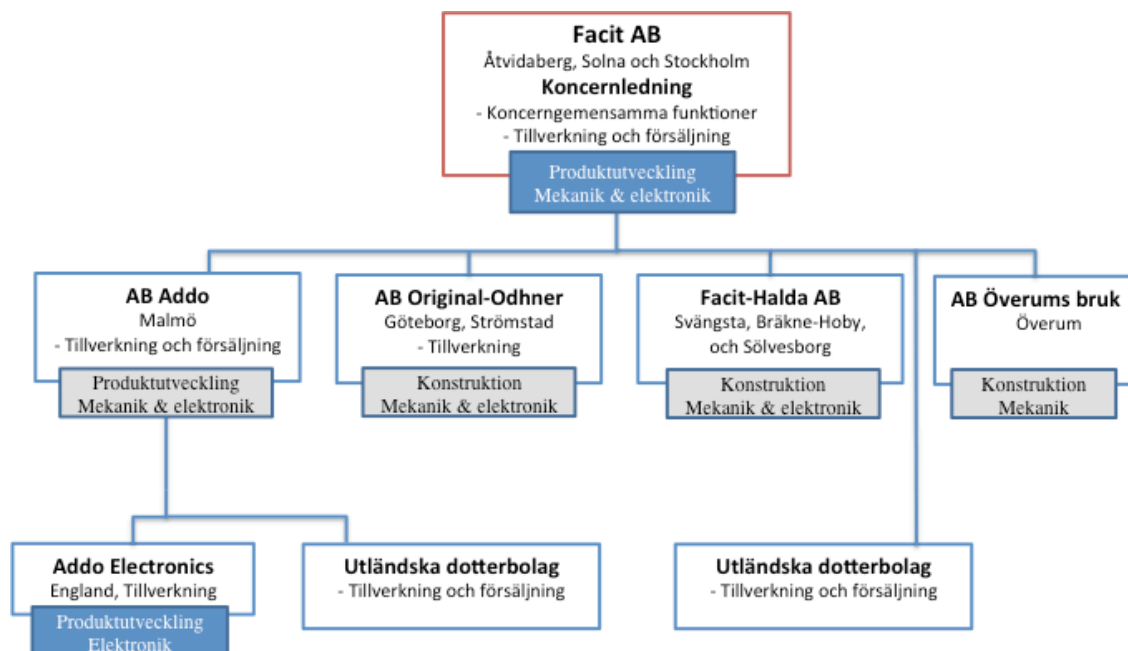 Facit AB
Åtvidaberg, Solna och Stockholm
Koncernledning
- Koncerngemensamma funktioner
- Tillverkning och försäljning
Produktutveckling
Mekanik & elektronik
AB Addo
Malmö
- Tillverkning och försäljning
Produktutveckling
Mekanik & elektronik
AB Original-Odhner
Göteborg, Strömstad
- Tillverkning
Konstruktion
Mekanik & elektronik
Facit-Halda AB
Svängsta, Bräkne-Hoby,
och Sölvesborg
Konstruktion
Mekanik & elektronik
AB Överums bruk
Överum
Konstruktion
Mekanik
Addo Electronics
England, Tillverkning
Produktutveckling
Elektronik
Utländska dotterbolag
- Tillverkning och försäljning
Utländska dotterbolag
- Tillverkning och försäljning